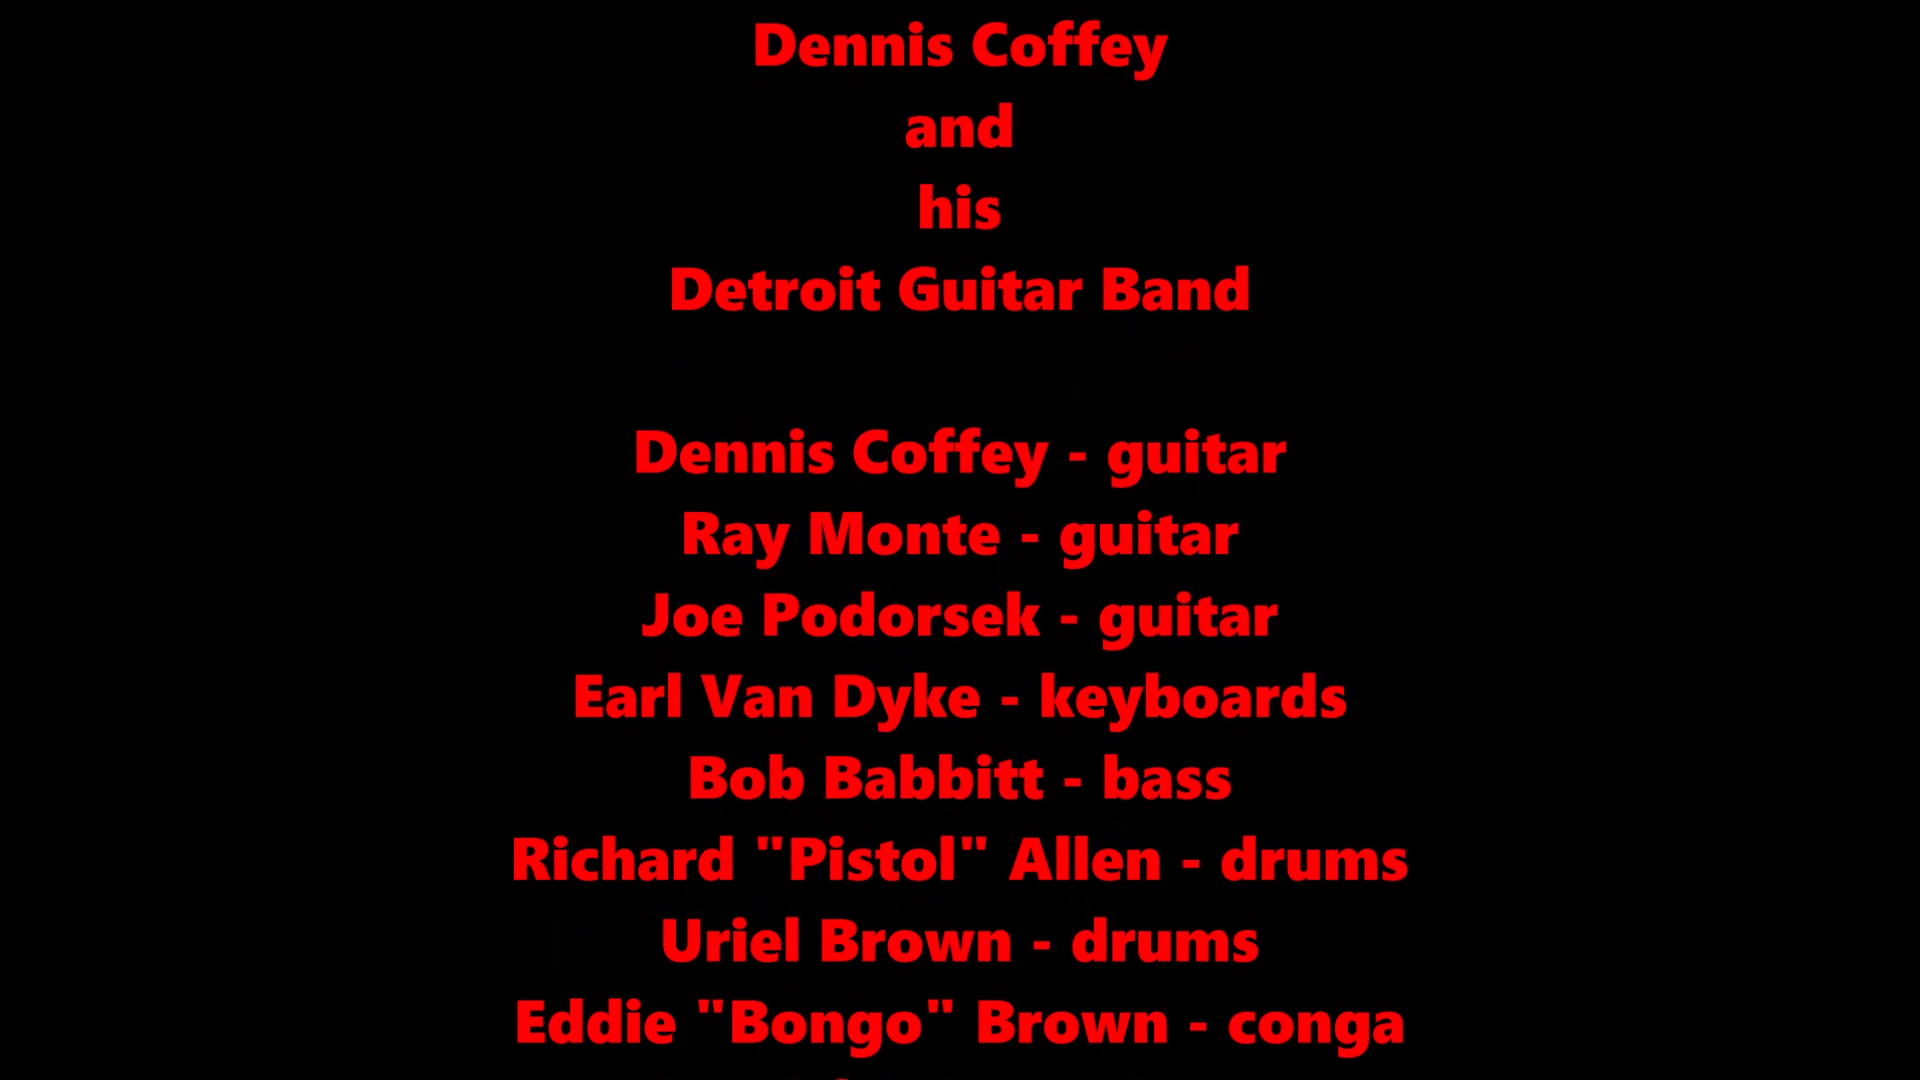 Dennis Coffey
and
his
Detroit Guitar Band
Dennis Coffey - guitar
Ray Monte - guitar
Joe Podorsek - guitar
Earl Van Dyke - keyboards
Bob Babbitt - bass
Richard "Pistol" Allen - drums
Uriel Brown - drums
Eddie "Bongo" Brown - conga